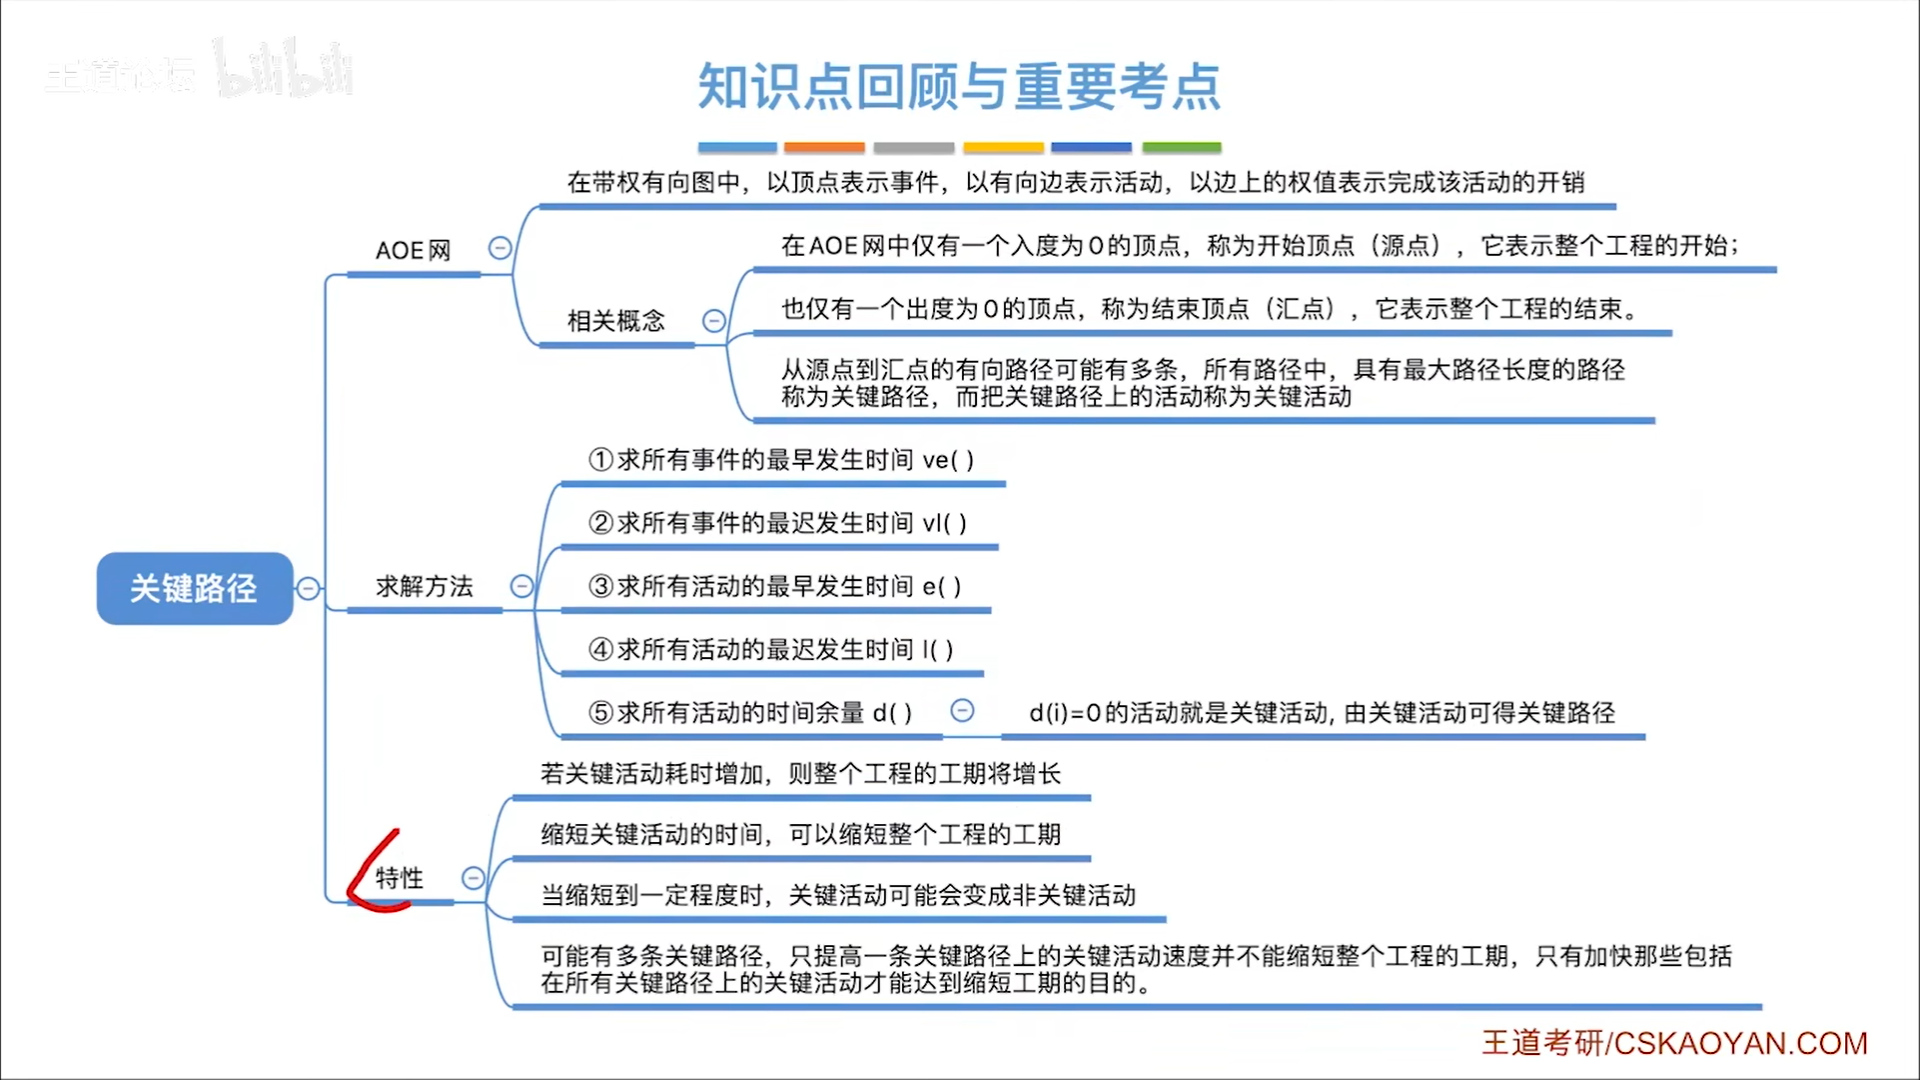 王道论坛 bilibili
知识点回顾与重要考点
在带权有向图中，以顶点表示事件，以有向边表示活动，以边上的权值表示完成该活动的开销
AOE网
在AOE网中仅有一个入度为0的顶点，称为开始顶点（源点），它表示整个工程的开始；
相关概念
也仅有一个出度为0的顶点，称为结束顶点（汇点），它表示整个工程的结束。
从源点到汇点的有向路径可能有多条，所有路径中，具有最大路径长度的路径
称为关键路径，而把关键路径上的活动称为关键活动
①求所有事件的最早发生时间 ve( )
②求所有事件的最迟发生时间 vl( )
关键路径
求解方法
③求所有活动的最早发生时间 e( )
④求所有活动的最迟发生时间 l( )
⑤求所有活动的时间余量 d( )
d(i)=0的活动就是关键活动, 由关键活动可得关键路径
若关键活动耗时增加，则整个工程的工期将增长
缩短关键活动的时间，可以缩短整个工程的工期
特性
当缩短到一定程度时，关键活动可能会变成非关键活动
可能有多条关键路径，只提高一条关键路径上的关键活动速度并不能缩短整个工程的工期，只有加快那些包括
在所有关键路径上的关键活动才能达到缩短工期的目的。
王道考研/CSKAOYAN.COM